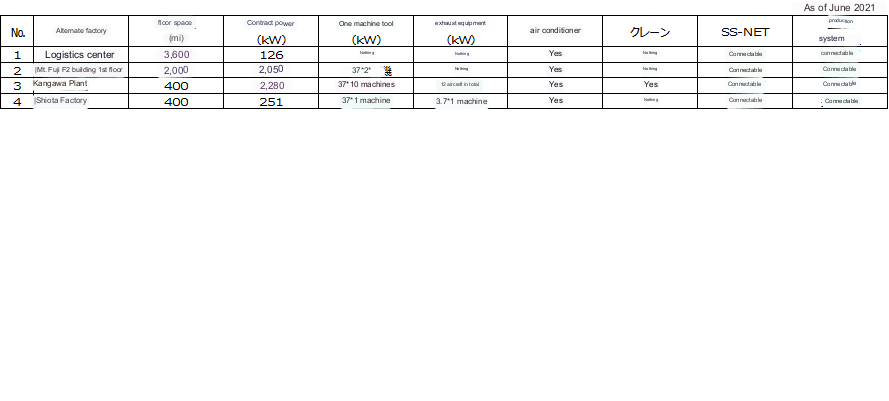 As of June 2021
No. Alternate factory floor space (mi) Contract power (kW) One machine tool (kW) exhaust equipment (kW) air conditioner クレーン SS-NET production system
1 Logistics center 3,600 126 Nothing Nothing Yes Nothing Connectable connectable
2 |Mt. Fuji F2 building 1st floor 2,000 2,050 37*2* Nothing Yes Nothing Connectable Connectable
3 Kangawa Plant 400 2,280 37*10 machines 12 aircraft in total Yes Yes Connectable Connectable
4 |Shiota Factory 400 251 37*1 machine 3.7*1 machine Yes Nothing Connectable : Connectable